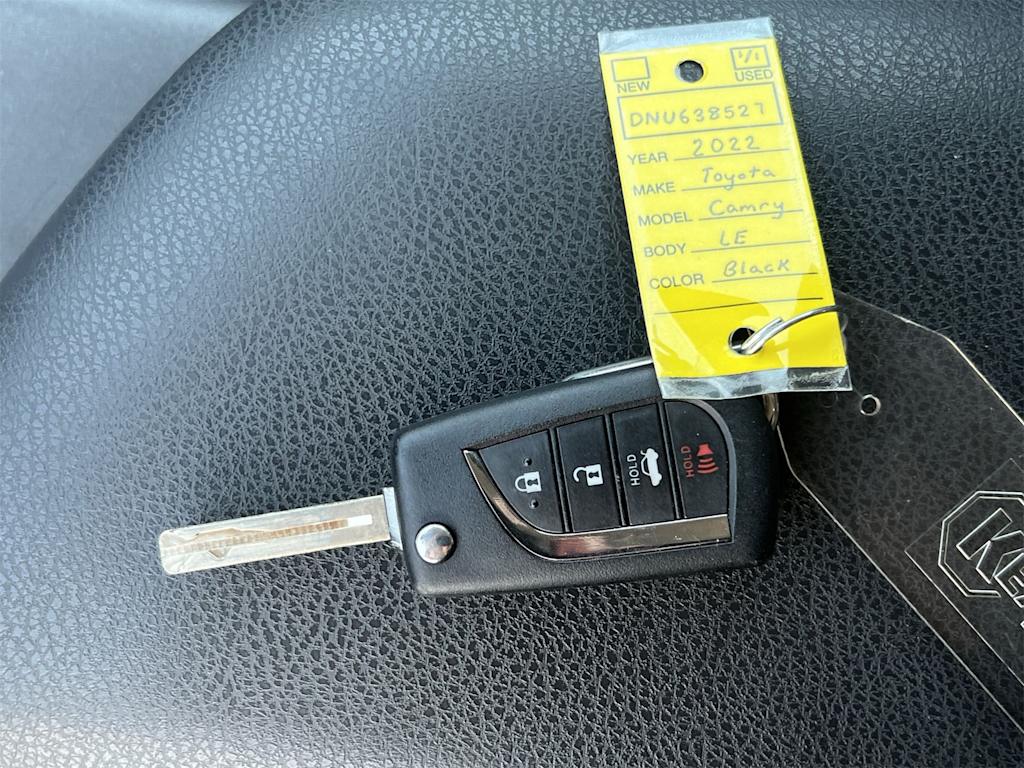 NEW USED
DNU638527
YEAR 2022
MAKE Toyota
MODEL Camry
BODY LE
COLOR Black
HOLD
HOLD